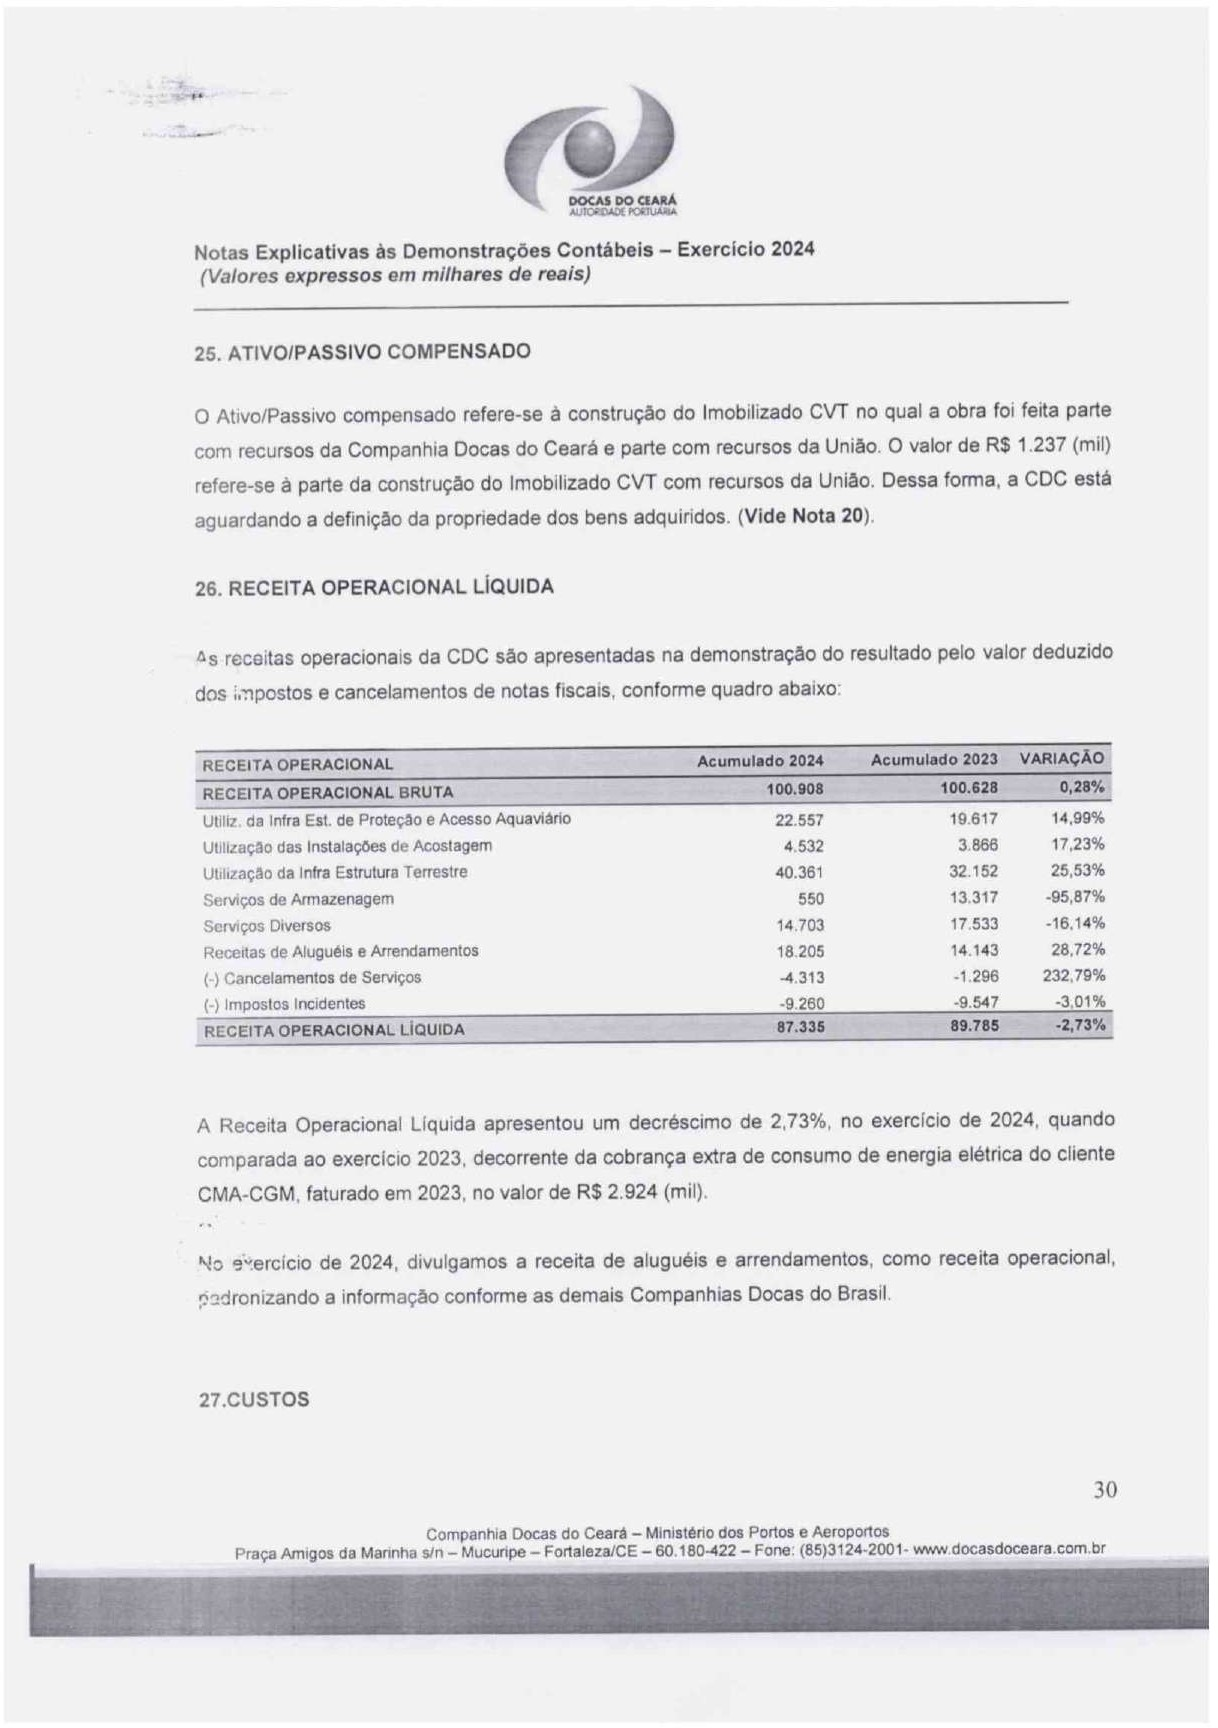 DOCAS DO CEARÁ
AUTORIDADE PORTUÁRIA
Notas Explicativas às Demonstrações Contábeis – Exercício 2024
(Valores expressos em milhares de reais)
25. ATIVO/PASSIVO COMPENSADO
O Ativo/Passivo compensado refere-se à construção do Imobilizado CVT no qual a obra foi feita parte
com recursos da Companhia Docas do Ceará e parte com recursos da União. O valor de R$ 1.237 (mil)
refere-se à parte da construção do Imobilizado CVT com recursos da União. Dessa forma, a CDC está
aguardando a definição da propriedade dos bens adquiridos. (Vide Nota 20).
26. RECEITA OPERACIONAL LÍQUIDA
As receitas operacionais da CDC são apresentadas na demonstração do resultado pelo valor deduzido
dos impostos e cancelamentos de notas fiscais, conforme quadro abaixo:
RECEITA OPERACIONAL Acumulado 2024 Acumulado 2023 VARIAÇÃO
RECEITA OPERACIONAL BRUTA 100.908 100.628 0,28%
Utiliz. da Infra Est. de Proteção e Acesso Aquaviário 22.557 19.617 14,99%
Utilização das Instalações de Acostagem 4.532 3.866 17,23%
Utilização da Infra Estrutura Terrestre 40.361 32.152 25,53%
Serviços de Armazenagem 550 13.317 -95,87%
Serviços Diversos 14.703 17.533 -16,14%
Receitas de Aluguéis e Arrendamentos 18.205 14.143 28,72%
(-) Cancelamentos de Serviços -4.313 -1.296 232,79%
(-) Impostos Incidentes -9.260 -9.547 -3,01%
RECEITA OPERACIONAL LÍQUIDA 87.335 89.785 -2,73%
A Receita Operacional Líquida apresentou um decréscimo de 2,73%, no exercício de 2024, quando
comparada ao exercício 2023, decorrente da cobrança extra de consumo de energia elétrica do cliente
CMA-CGM, faturado em 2023, no valor de R$ 2.924 (mil).
No exercício de 2024, divulgamos a receita de aluguéis e arrendamentos, como receita operacional,
padronizando a informação conforme as demais Companhias Docas do Brasil.
27.CUSTOS
30
Companhia Docas do Ceará – Ministério dos Portos e Aeroportos
Praça Amigos da Marinha s/n – Mucuripe – Fortaleza/CE – 60.180-422 – Fone: (85)3124-2001- www.docasdoceara.com.br